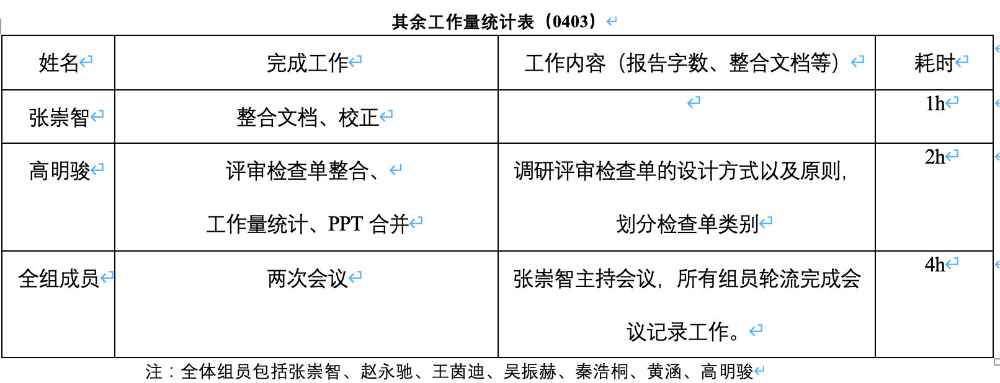 其余工作量统计表（0403）
姓名 完成工作 工作内容（报告字数、整合文档等） 耗时
张崇智 整合文档、校正 1h
高明骏 评审检查单整合、 调研评审检查单的设计方式以及原则， 2h
工作量统计、PPT 合并 划分检查单类别
全组成员 两次会议 张崇智主持会议，所有组员轮流完成会 4h
议记录工作。
注：全体组员包括张崇智、赵永驰、王茵迪、吴振赫、秦浩桐、黄涵、高明骏